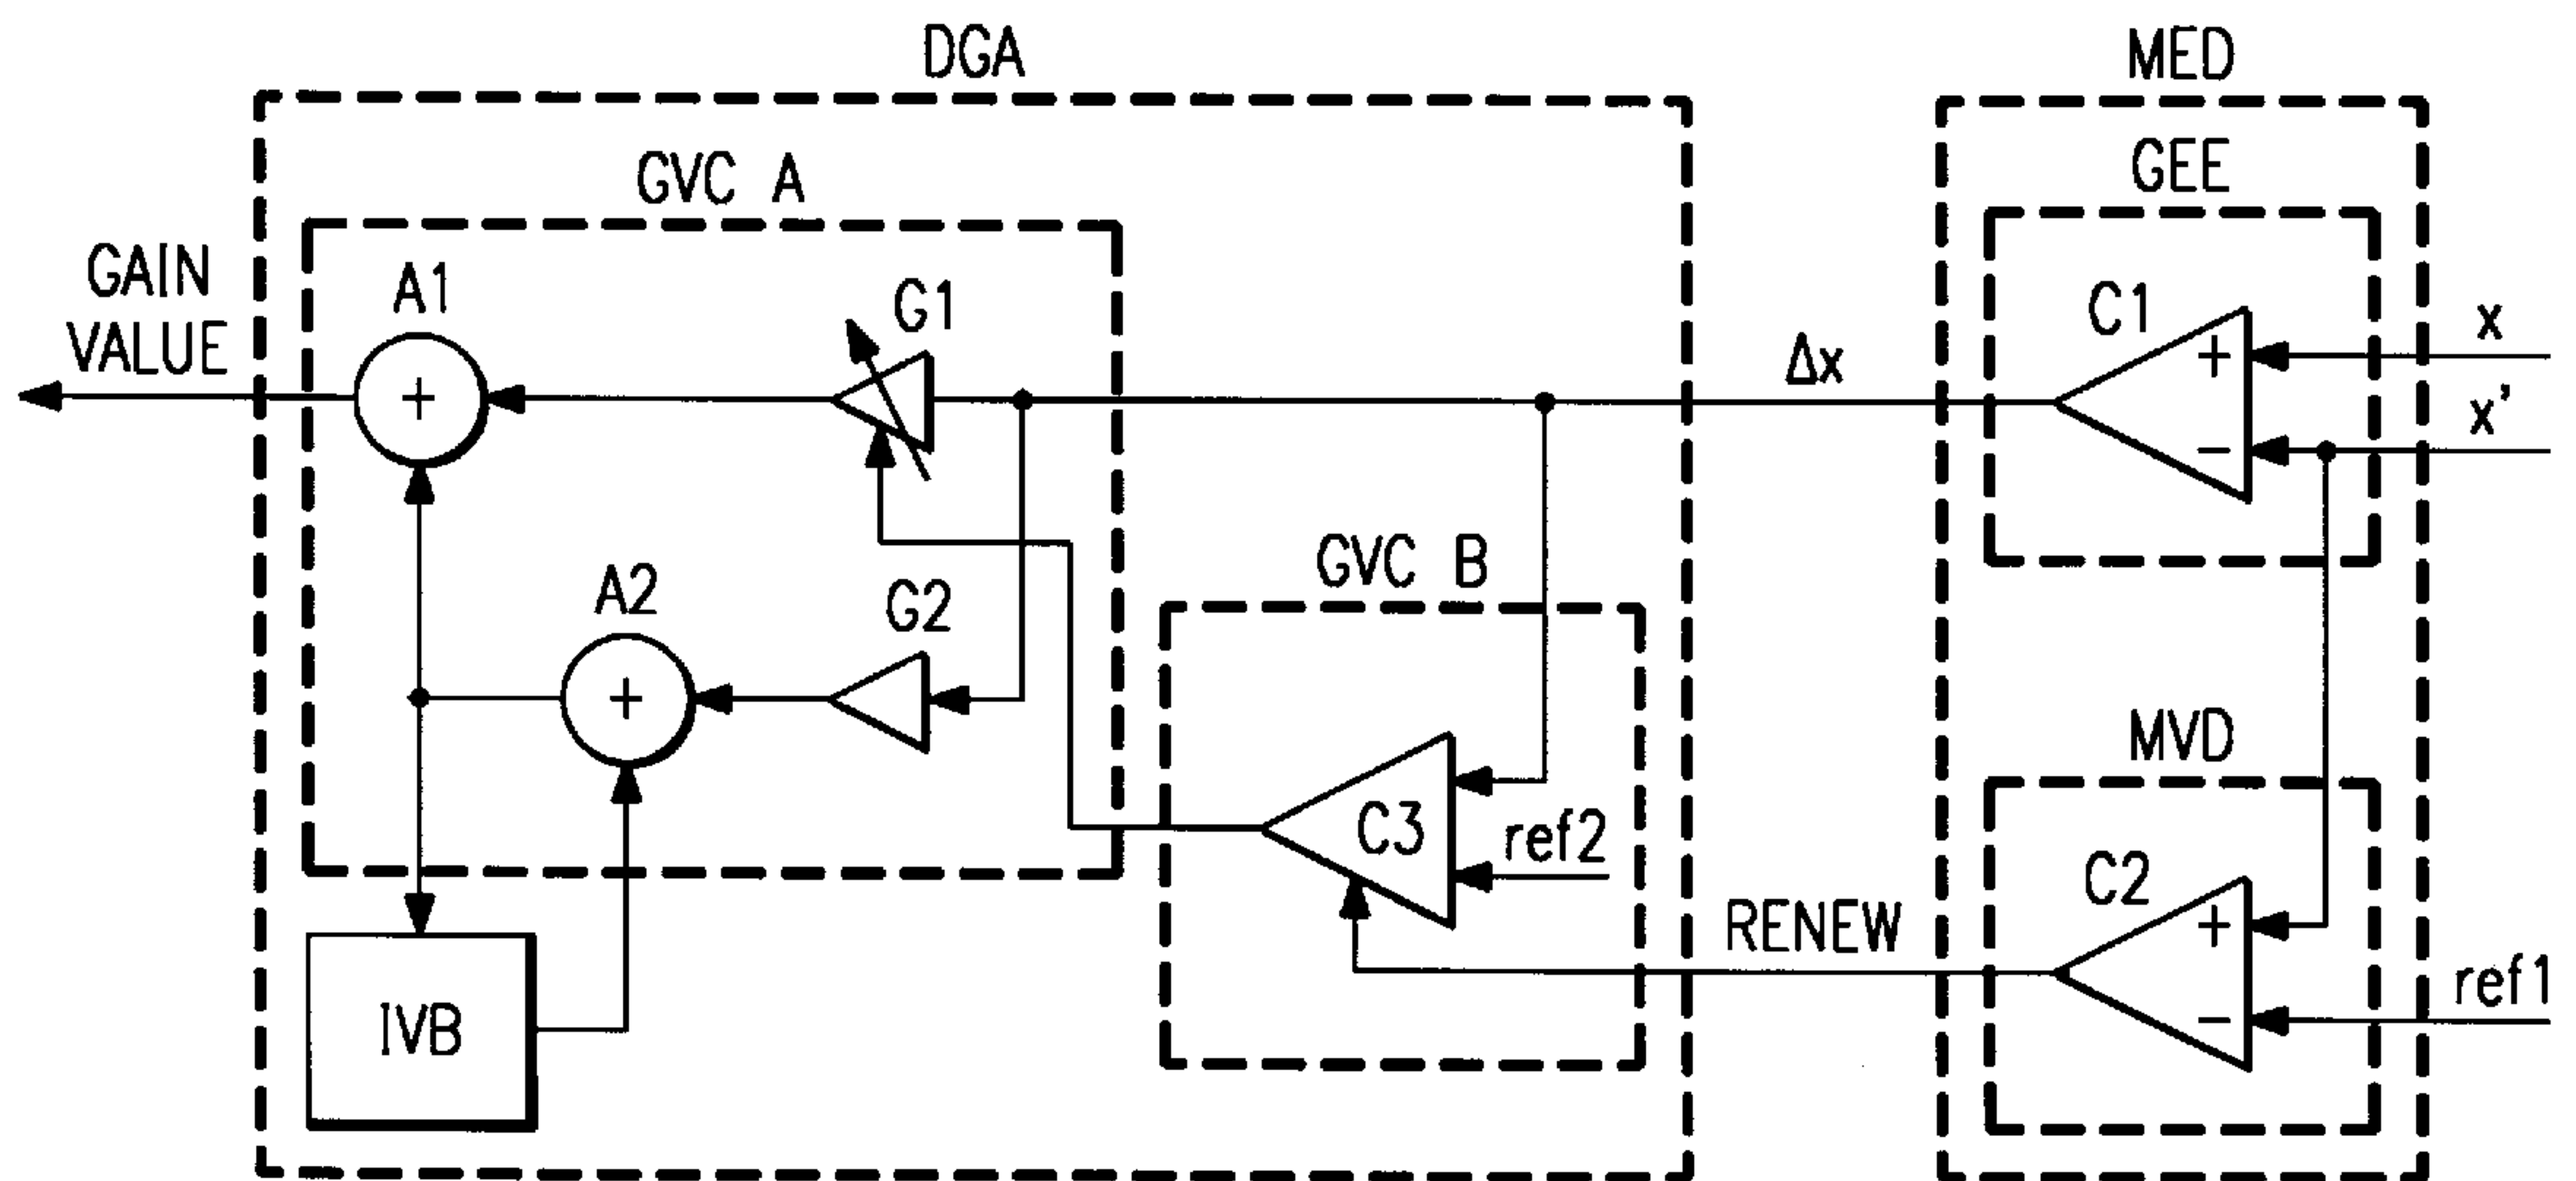 DGA
MED
GVC A
GEE
GAIN
VALUE
A1
G1
Δx
C1
+
x
+
−
x'
GVC B
A2
G2
MVD
+
C3
ref2
C2
RENEW
+
−
ref1
IVB